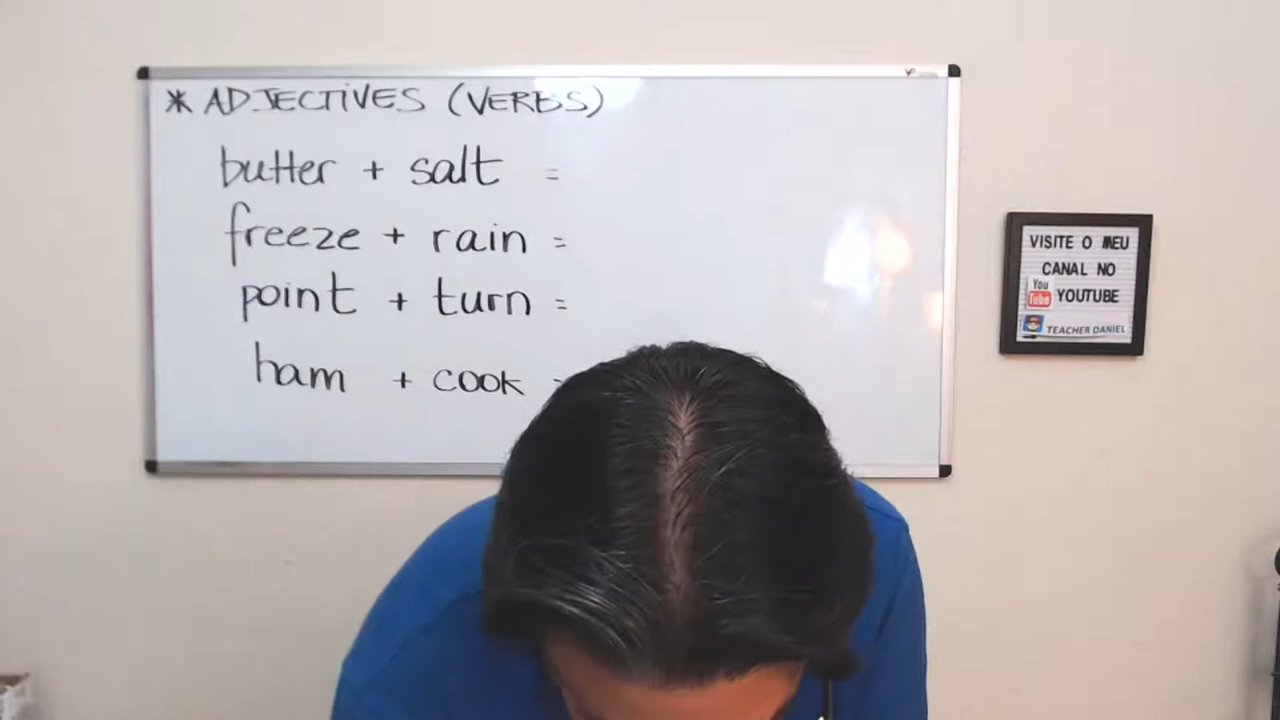 * ADJECTIVES (VERBS)
butter + salt =
freeze + rain =
point + turn =
ham + cook =
VISITE O MEU
CANAL NO
You Tube YOUTUBE
TEACHER DANIEL